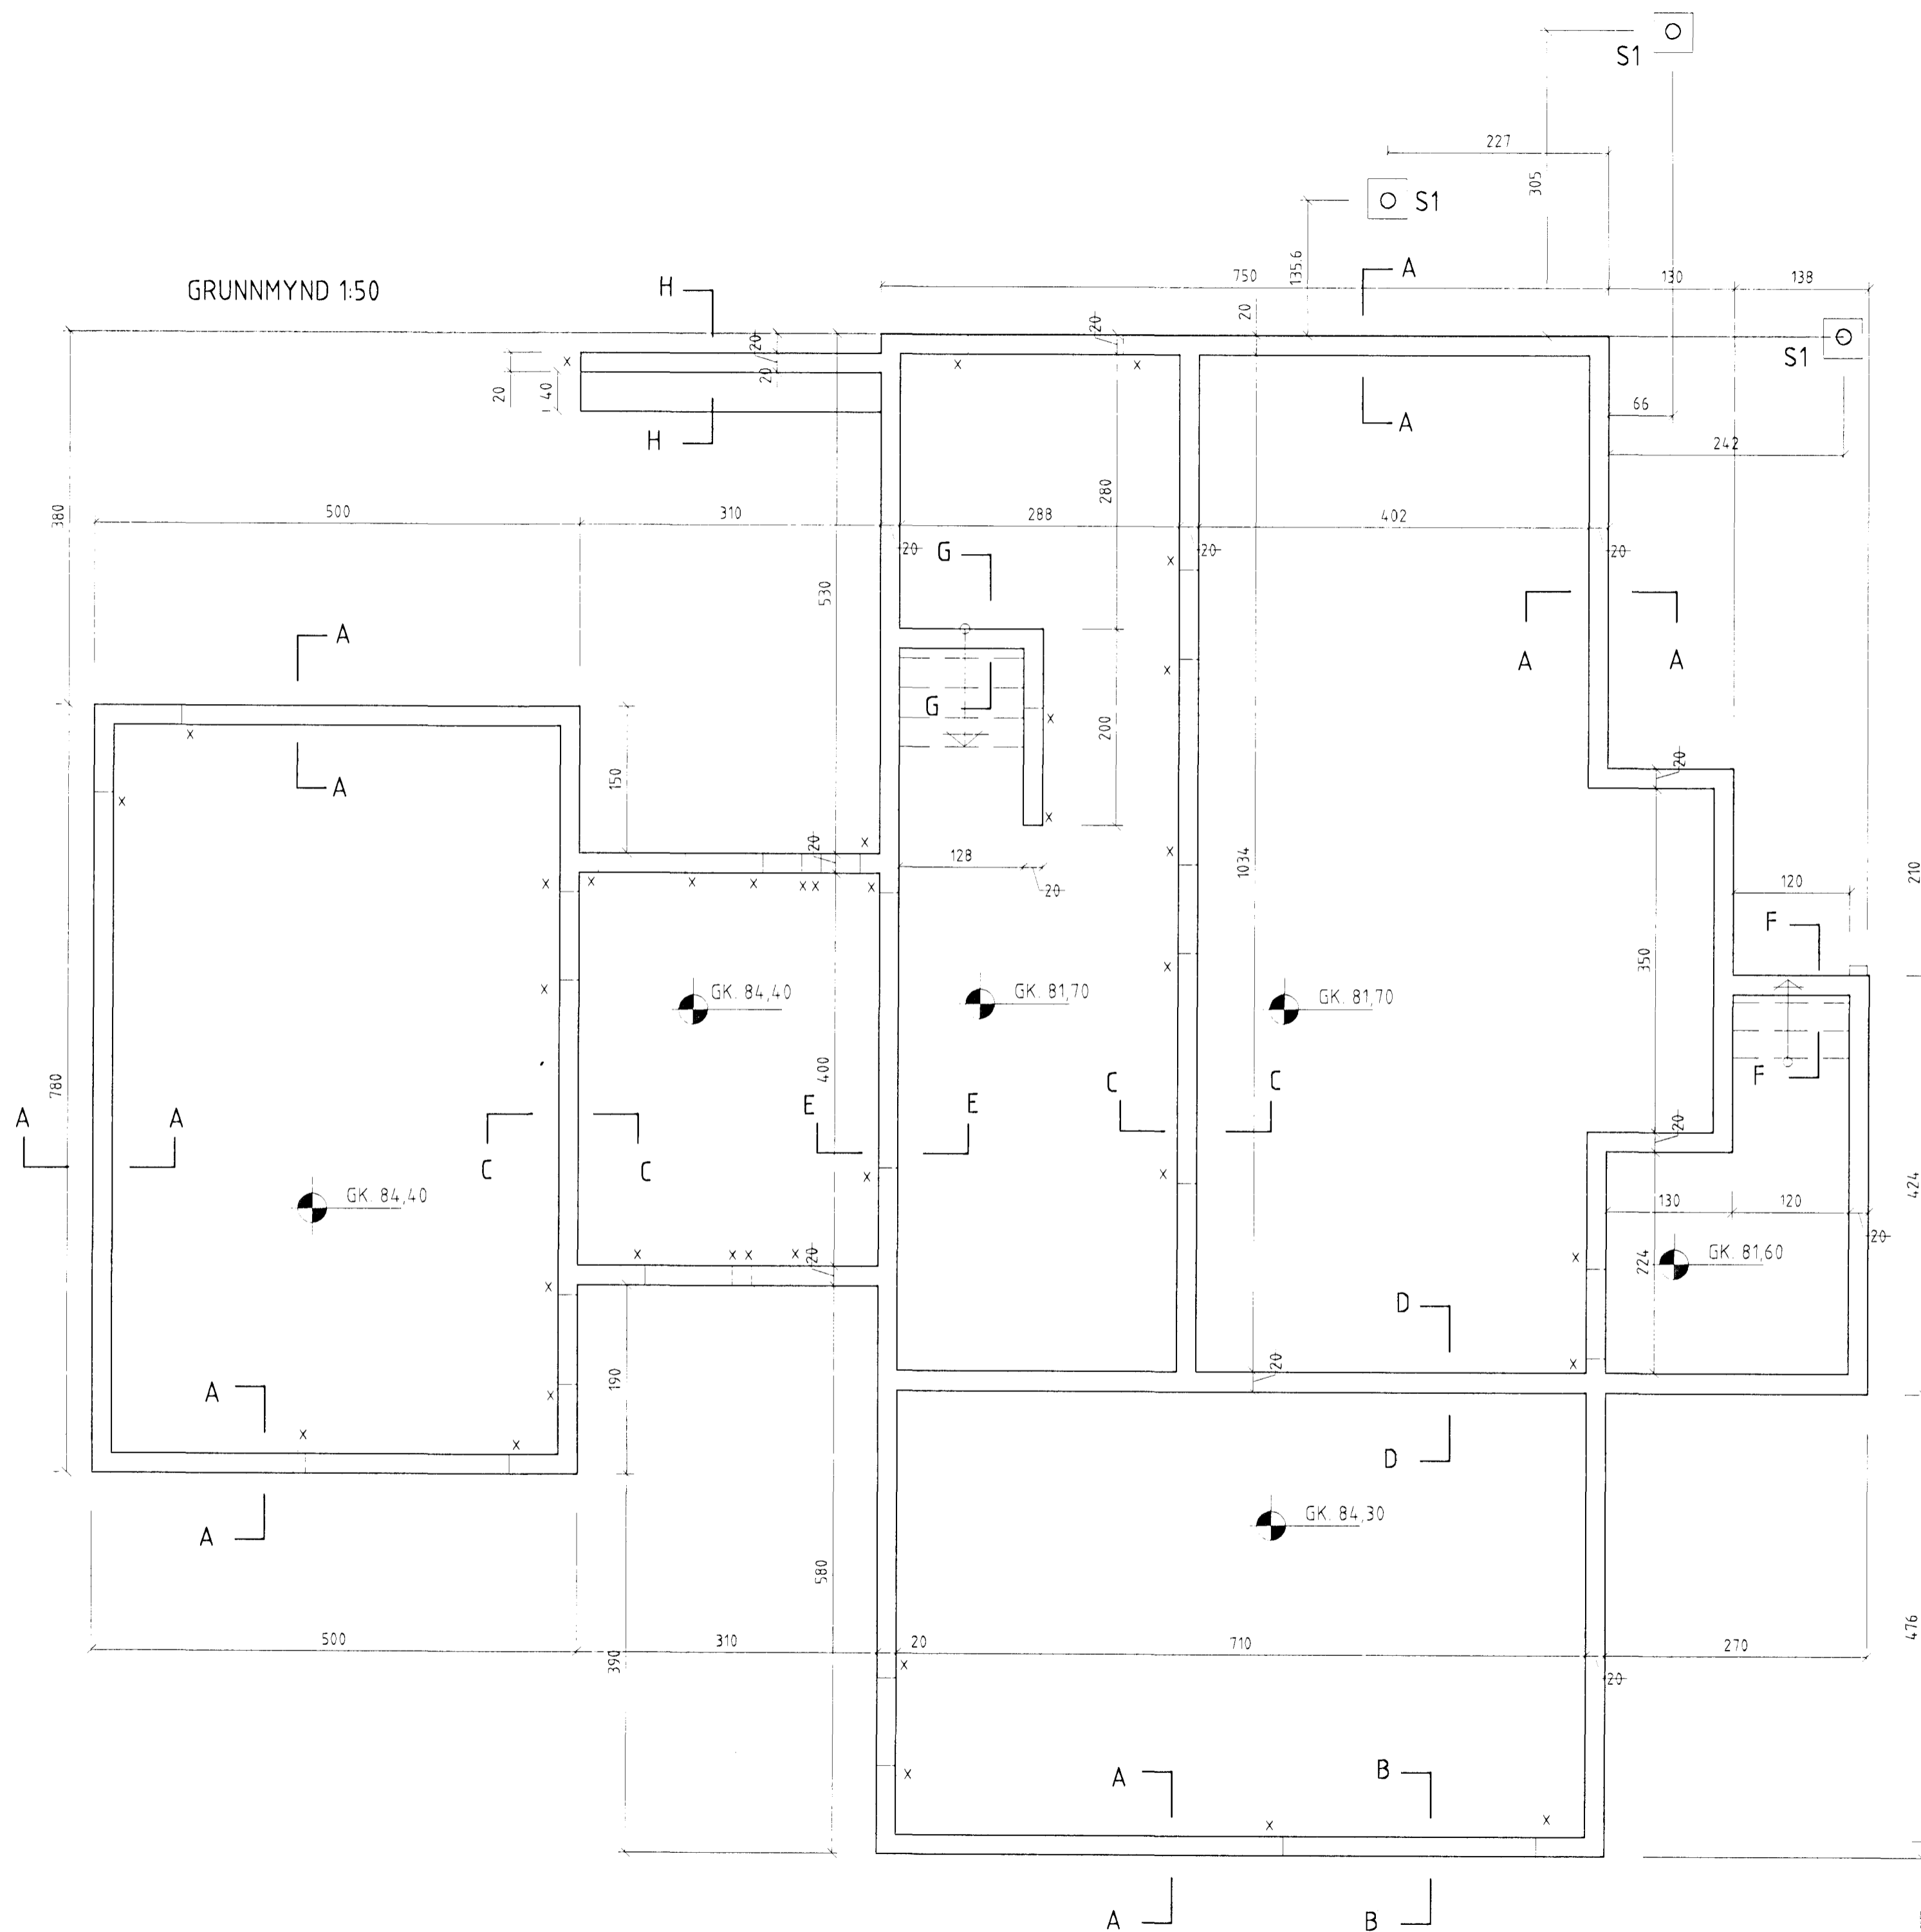 S1
227
305
S1
135.6
A
GRUNNMYND 1:50
H
750
130
138
20
20
20
S1
20
40
20
66
A
H
242
280
380
500
310
288
402
20
20
20
G
530
A
A
A
G
200
150
A
20
20
128
20
1034
210
120
F
350
GK. 84,40
GK. 81,70
GK. 81,70
780
400
C
C
F
A
A
E
E
20
C
C
424
GK. 84,40
130
120
20
224
GK. 81,60
20
D
190
20
A
D
GK. 84,30
A
580
476
500
310
20
710
270
390
20
A
B
A
B